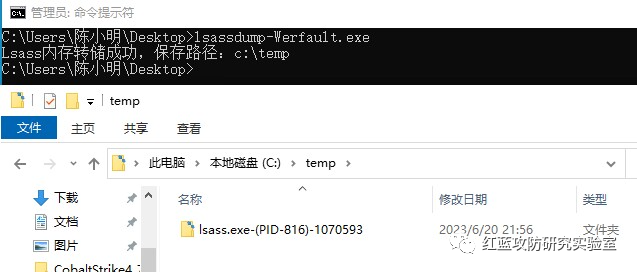 管理员: 命令提示符
C:\Users\陈小明\Desktop>lsassdump-Werfault.exe
Lsass内存转储成功，保存路径：c:\temp
C:\Users\陈小明\Desktop>
temp
文件 主页 共享 查看
此电脑 > 本地磁盘 (C:) > temp >
下载
文档
图片
CobaltStrike4.7
名称 修改日期 类型
lsass.exe-(PID-816)-1070593 2023/6/20 21:56 文件夹
红蓝攻防研究实验室